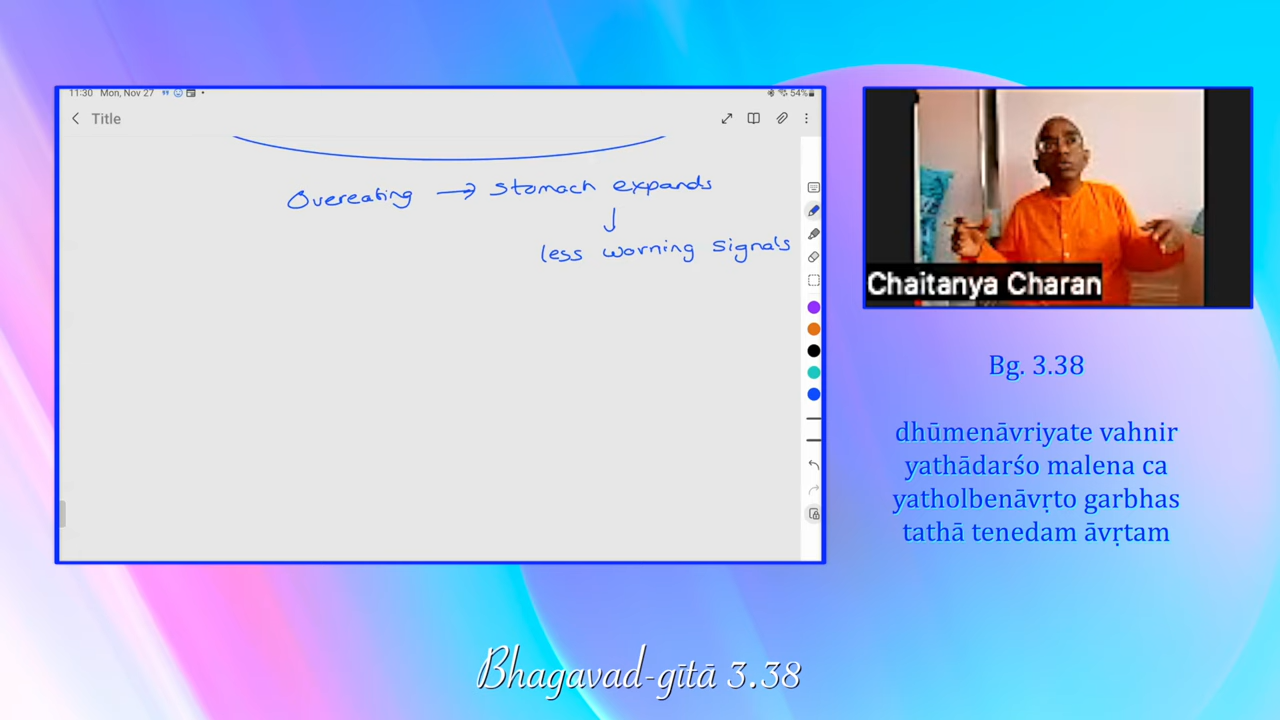 11:30 Mon, Nov 27
54%
Title
Overeating → Stomach expands
↓
less worning signals
Chaitanya Charan
Bg. 3.38
dhūmenāvriyate vahnir
yathādarśo malena ca
yatholbenāvṛto garbhas
tathā tenedam āvṛtam
Bhagavad-gītā 3.38